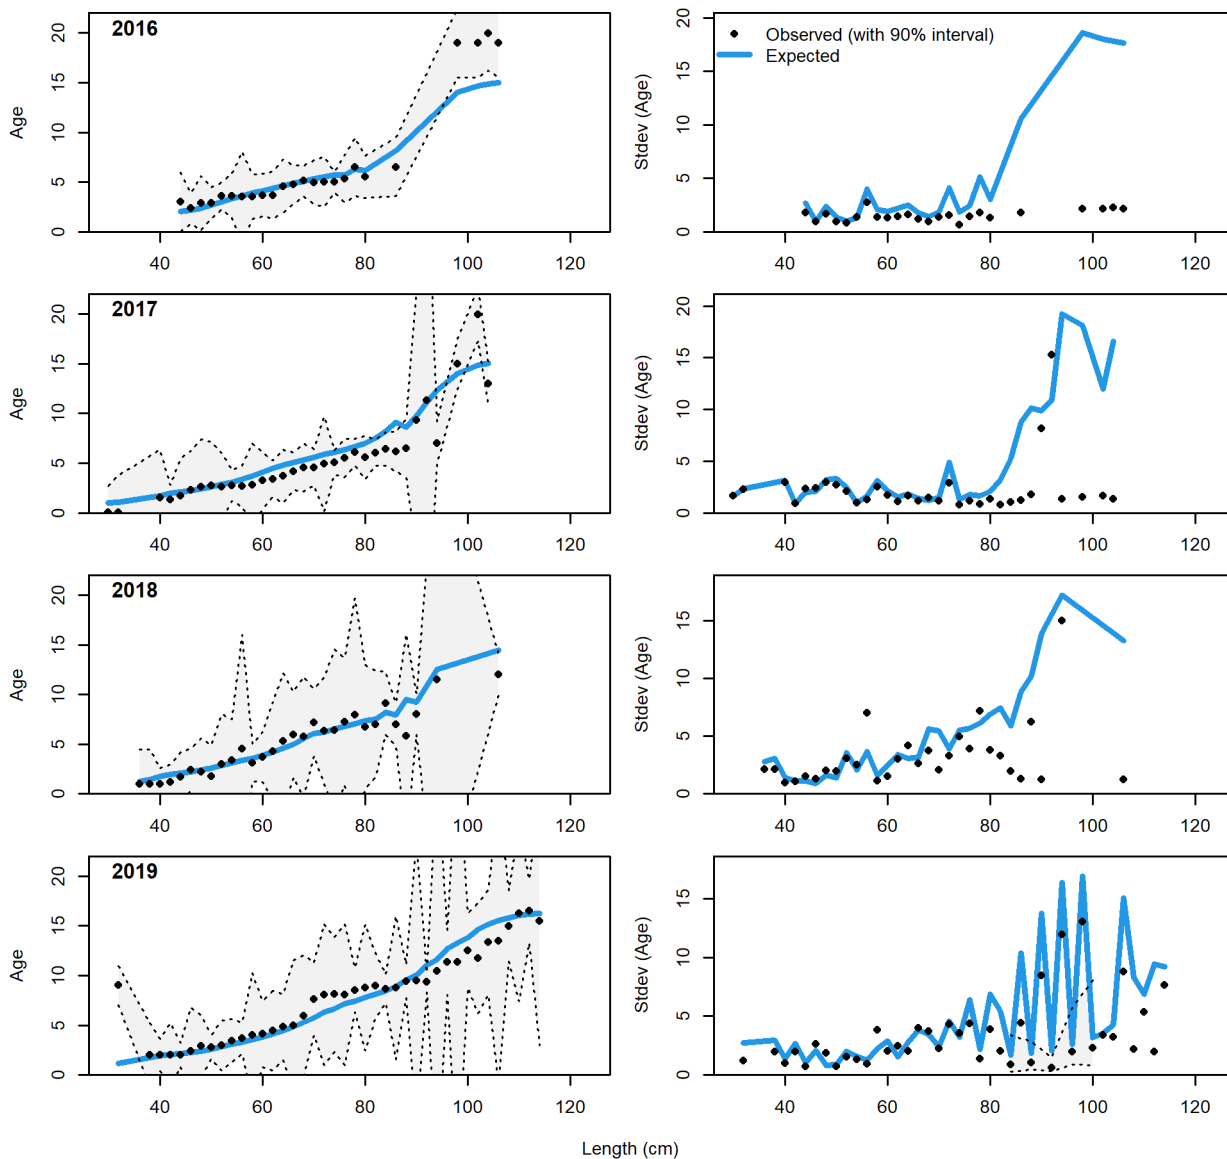 2016
Age
0 5 10 15 20
40 60 80 100 120
Observed (with 90% interval)
Expected
Stdev (Age)
0 5 10 15 20
40 60 80 100 120
2017
Age
0 5 10 15 20
40 60 80 100 120
Stdev (Age)
0 5 10 15 20
40 60 80 100 120
2018
Age
0 5 10 15 20
40 60 80 100 120
Stdev (Age)
0 5 10 15
40 60 80 100 120
2019
Age
0 5 10 15 20
40 60 80 100 120
Stdev (Age)
0 5 10 15
40 60 80 100 120
Length (cm)